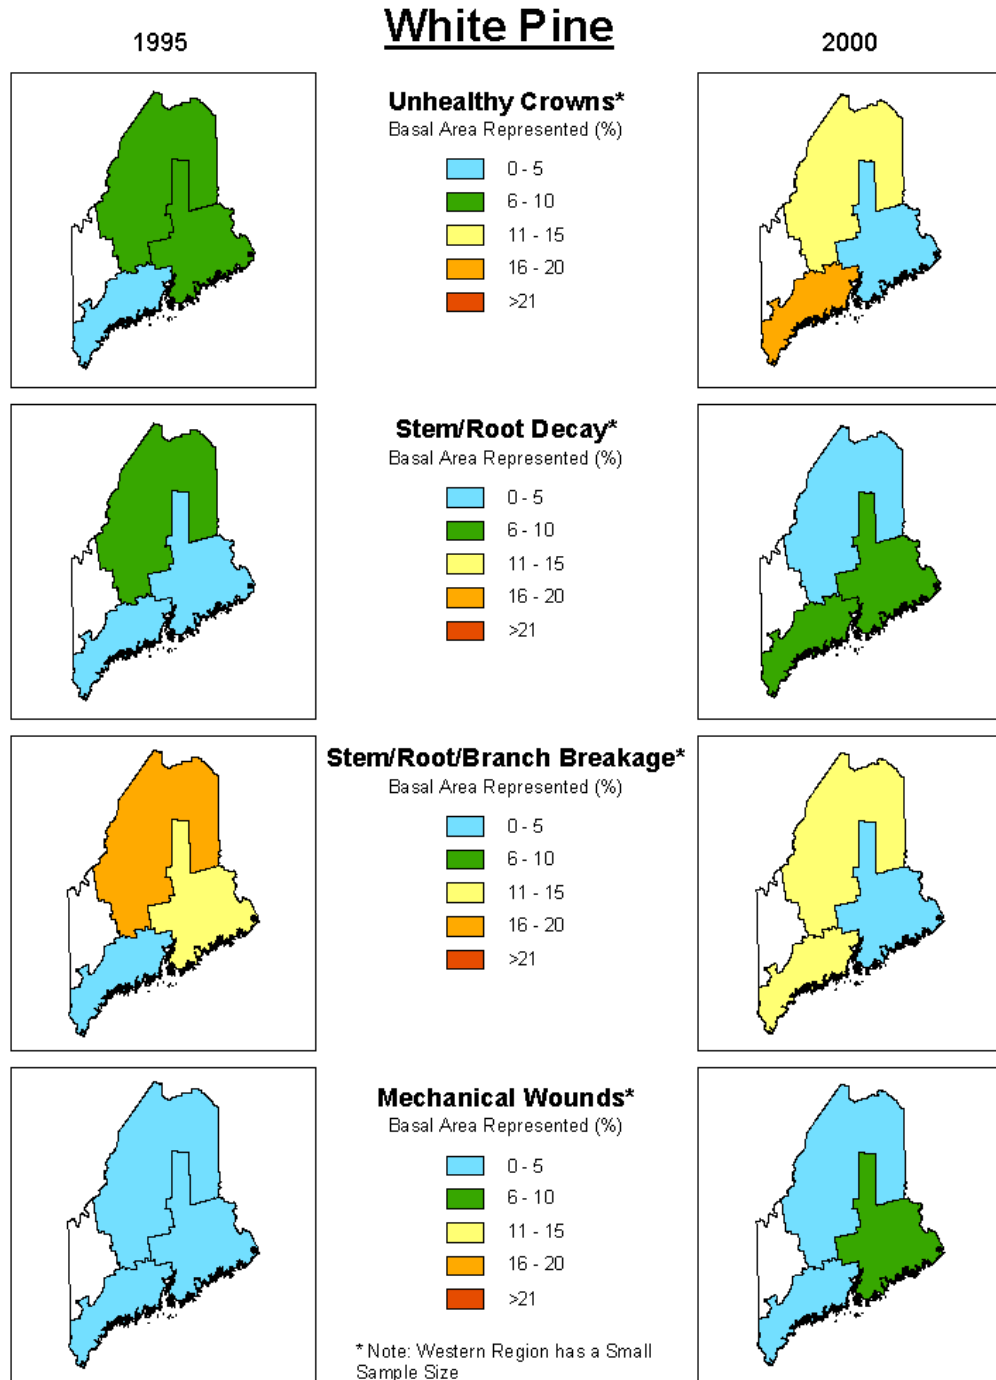 White Pine
1995
2000
Unhealthy Crowns*
Basal Area Represented (%)
0 - 5
6 - 10
11 - 15
16 - 20
>21
Stem/Root Decay*
Basal Area Represented (%)
0 - 5
6 - 10
11 - 15
16 - 20
>21
Stem/Root/Branch Breakage*
Basal Area Represented (%)
0 - 5
6 - 10
11 - 15
16 - 20
>21
Mechanical Wounds*
Basal Area Represented (%)
0 - 5
6 - 10
11 - 15
16 - 20
>21
* Note: Western Region has a Small
Sample Size